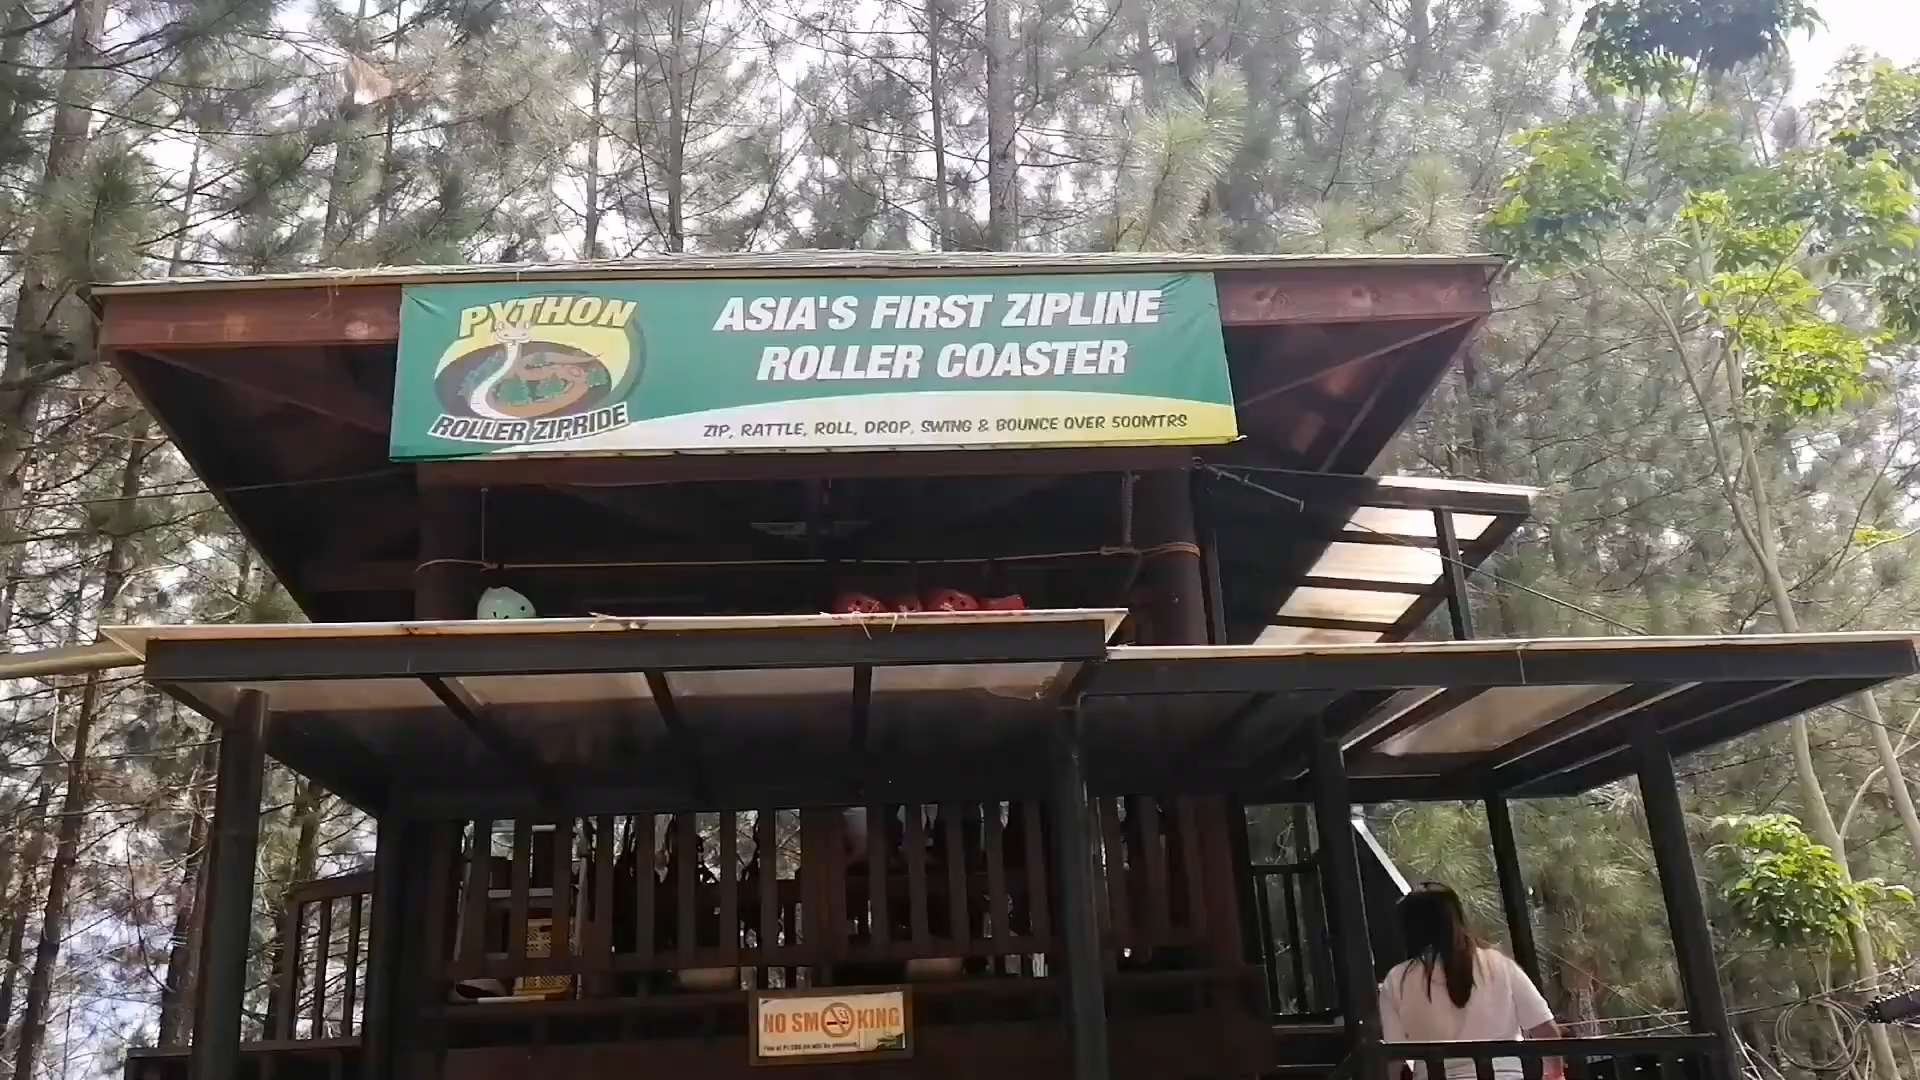 PYTHON
ROLLER ZIPRIDE
ASIA'S FIRST ZIPLINE
ROLLER COASTER
ZIP, RATTLE, ROLL, DROP, SWING & BOUNCE OVER 500MTRS
NO SMOKING